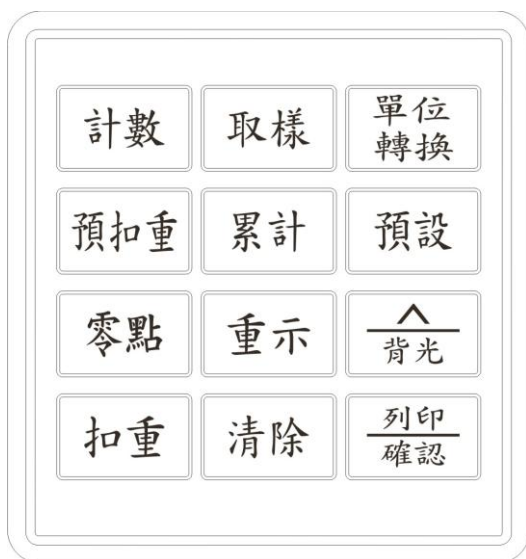 計數
取樣
單位
轉換
預扣重
累計
預設
零點
重示
^
背光
扣重
清除
列印
確認